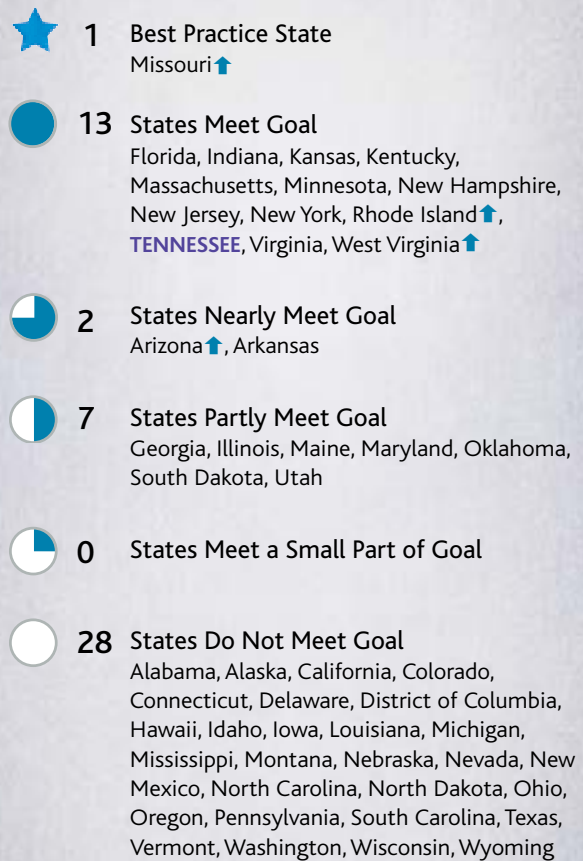 1 Best Practice State
Missouri⬆
13 States Meet Goal
Florida, Indiana, Kansas, Kentucky,
Massachusetts, Minnesota, New Hampshire,
New Jersey, New York, Rhode Island⬆,
TENNESSEE, Virginia, West Virginia⬆
2 States Nearly Meet Goal
Arizona⬆, Arkansas
7 States Partly Meet Goal
Georgia, Illinois, Maine, Maryland, Oklahoma,
South Dakota, Utah
0 States Meet a Small Part of Goal
28 States Do Not Meet Goal
Alabama, Alaska, California, Colorado,
Connecticut, Delaware, District of Columbia,
Hawaii, Idaho, Iowa, Louisiana, Michigan,
Mississippi, Montana, Nebraska, Nevada, New
Mexico, North Carolina, North Dakota, Ohio,
Oregon, Pennsylvania, South Carolina, Texas,
Vermont, Washington, Wisconsin, Wyoming